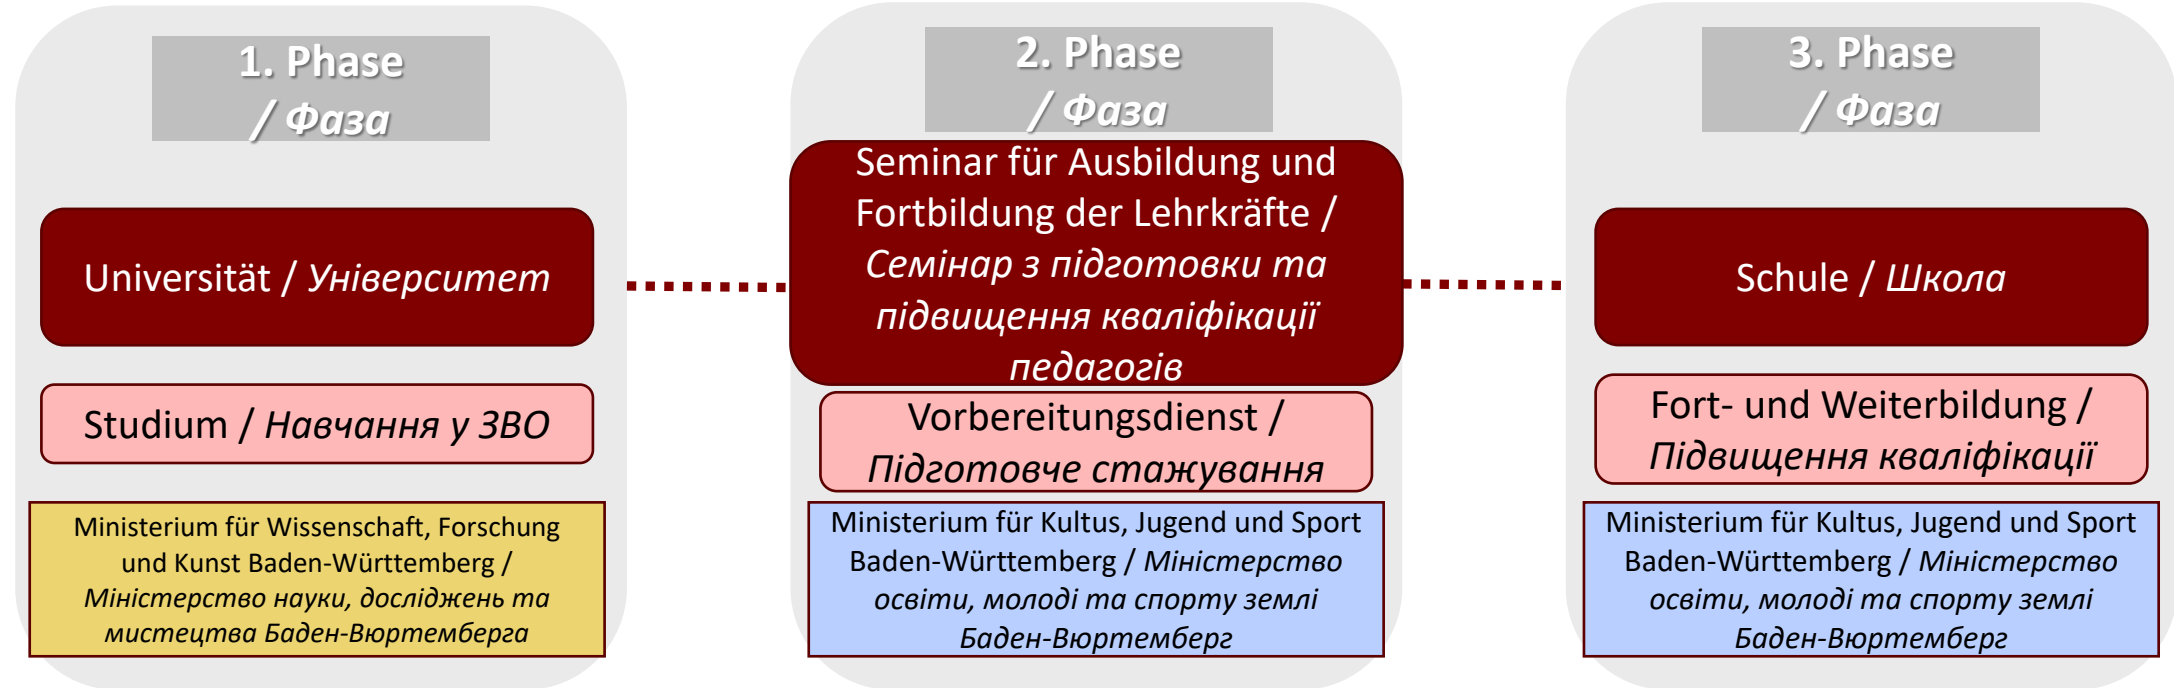 1. Phase
/ Фаза
Universität / Університет
Studium / Навчання у ЗВО
Ministerium für Wissenschaft, Forschung
und Kunst Baden-Württemberg /
Міністерство науки, досліджень та
мистецтва Баден-Вюртемберга
2. Phase
/ Фаза
Seminar für Ausbildung und
Fortbildung der Lehrkräfte /
Семінар з підготовки та
підвищення кваліфікації
педагогів
Vorbereitungsdienst /
Підготовче стажування
Ministerium für Kultus, Jugend und Sport
Baden-Württemberg / Міністерство
освіти, молоді та спорту землі
Баден-Вюртемберг
3. Phase
/ Фаза
Schule / Школа
Fort- und Weiterbildung /
Підвищення кваліфікації
Ministerium für Kultus, Jugend und Sport
Baden-Württemberg / Міністерство
освіти, молоді та спорту землі
Баден-Вюртемберг